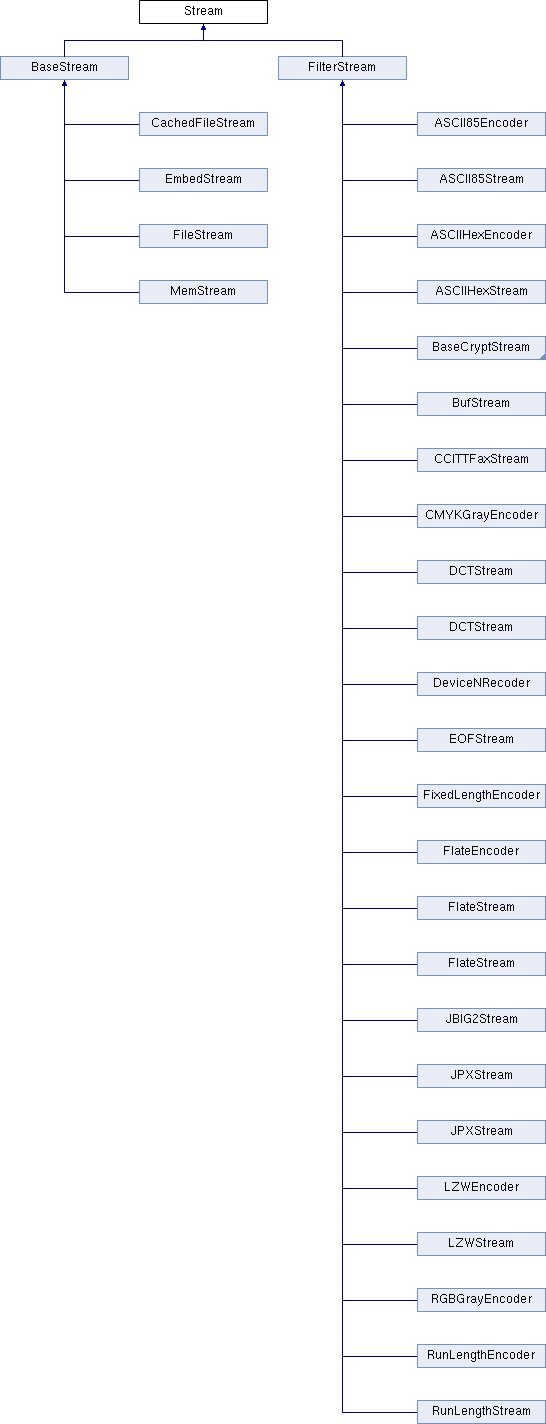 Stream
BaseStream
FilterStream
CachedFileStream
ASCII85Encoder
EmbedStream
ASCII85Stream
FileStream
ASCIIHexEncoder
MemStream
ASCIIHexStream
BaseCryptStream
BufStream
CCITTFaxStream
CMYKGrayEncoder
DCTStream
DCTStream
DeviceNRecoder
EOFStream
FixedLengthEncoder
FlateEncoder
FlateStream
FlateStream
JBIG2Stream
JPXStream
JPXStream
LZWEncoder
LZWStream
RGBGrayEncoder
RunLengthEncoder
RunLengthStream